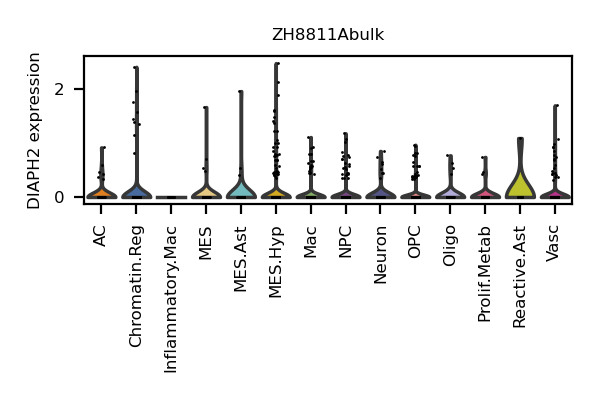 ZH8811Abulk
DIAPH2 expression
2
0
AC
Chromatin.Reg
Inflammatory.Mac
MES
MES.Ast
MES.Hyp
Mac
NPC
Neuron
OPC
Oligo
Prolif.Metab
Reactive.Ast
Vasc